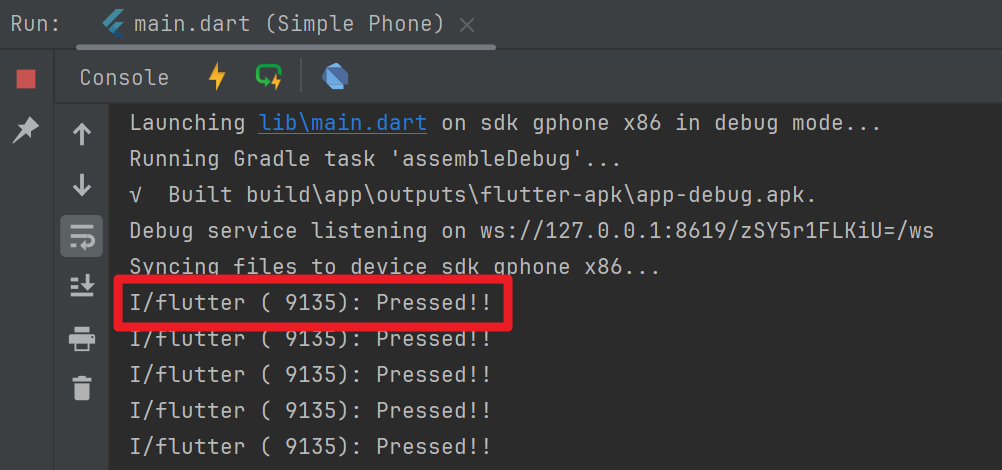 Run: main.dart (Simple Phone)
Console
Launching lib\main.dart on sdk gphone x86 in debug mode...
Running Gradle task 'assembleDebug'...
√  Built build\app\outputs\flutter-apk\app-debug.apk.
Debug service listening on ws://127.0.0.1:8619/zSY5r1FLKiU=/ws
Syncing files to device sdk gphone x86...
I/flutter ( 9135): Pressed!!
I/flutter ( 9135): Pressed!!
I/flutter ( 9135): Pressed!!
I/flutter ( 9135): Pressed!!
I/flutter ( 9135): Pressed!!